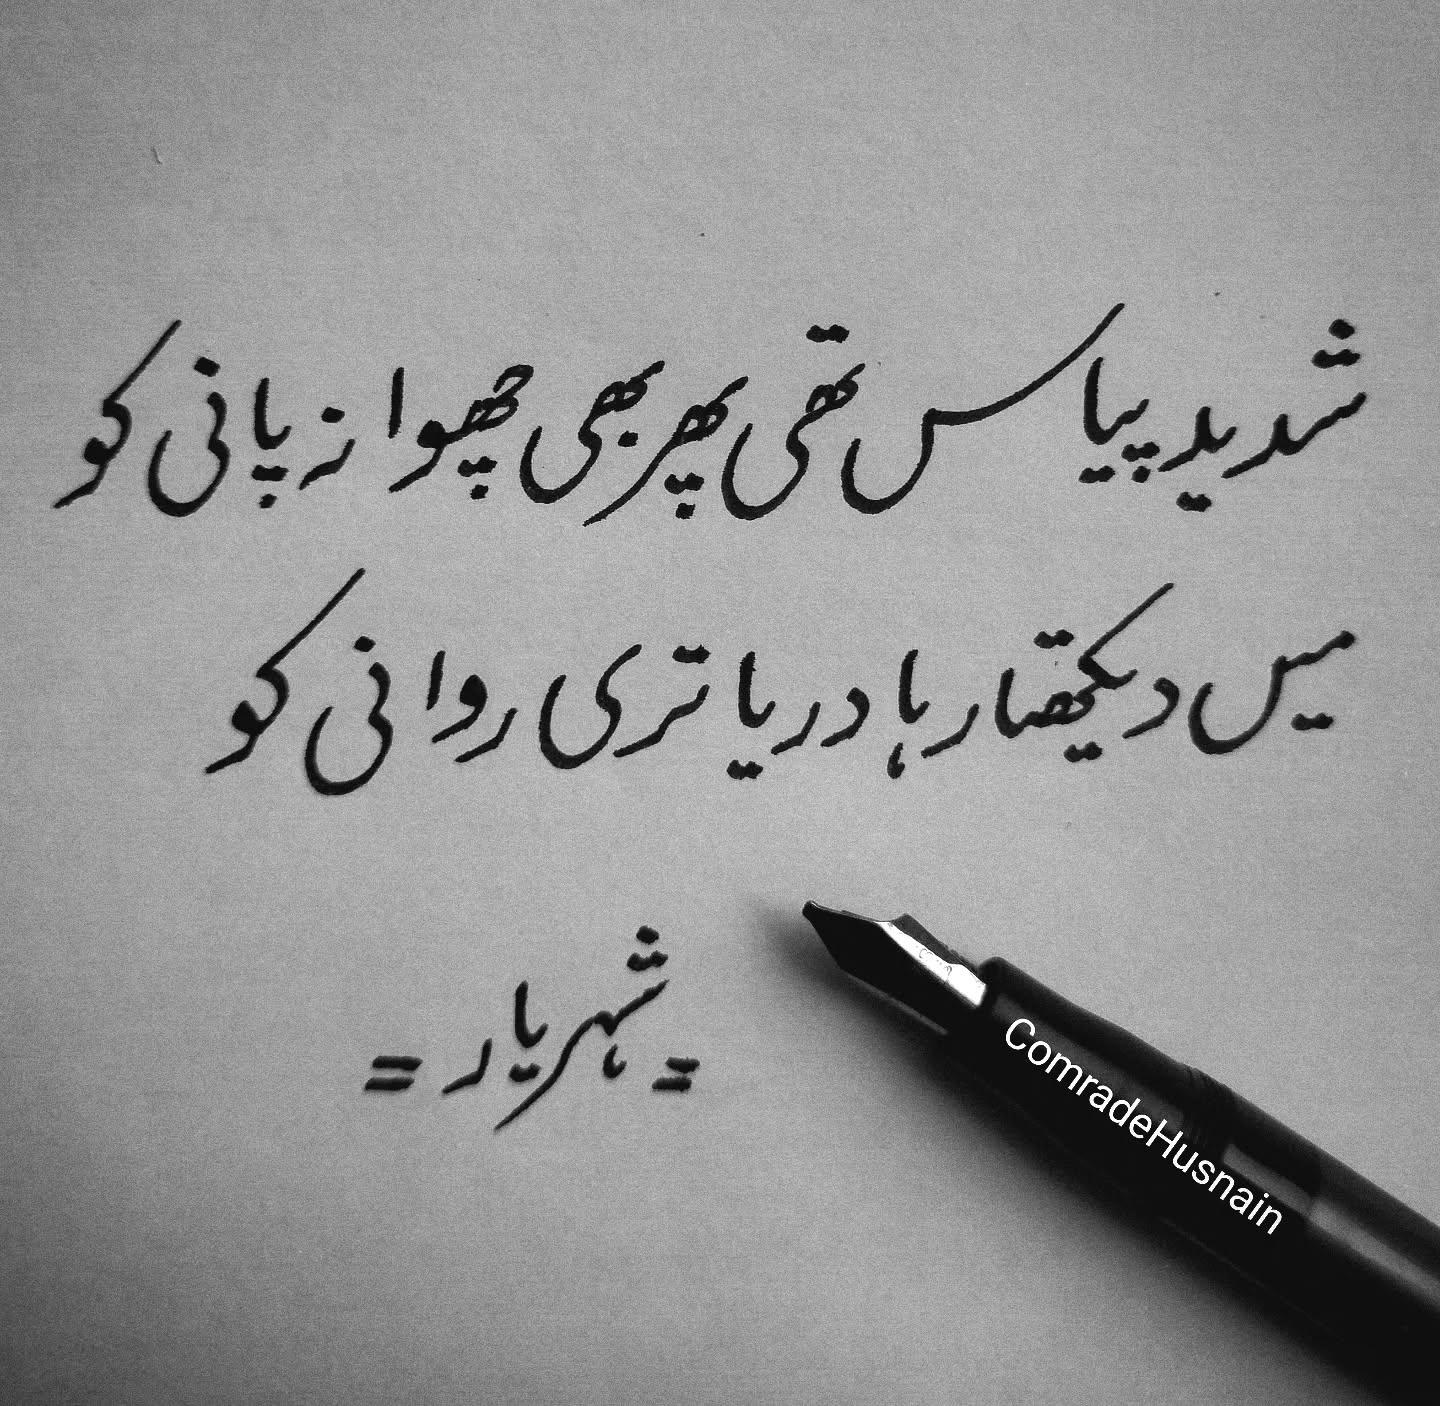 شدید پیاس تھی پھر بھی چھوا نہ پانی کو
میں دیکھتا رہا دریا تری روانی کو
= شہریار =
ComradeHusnain